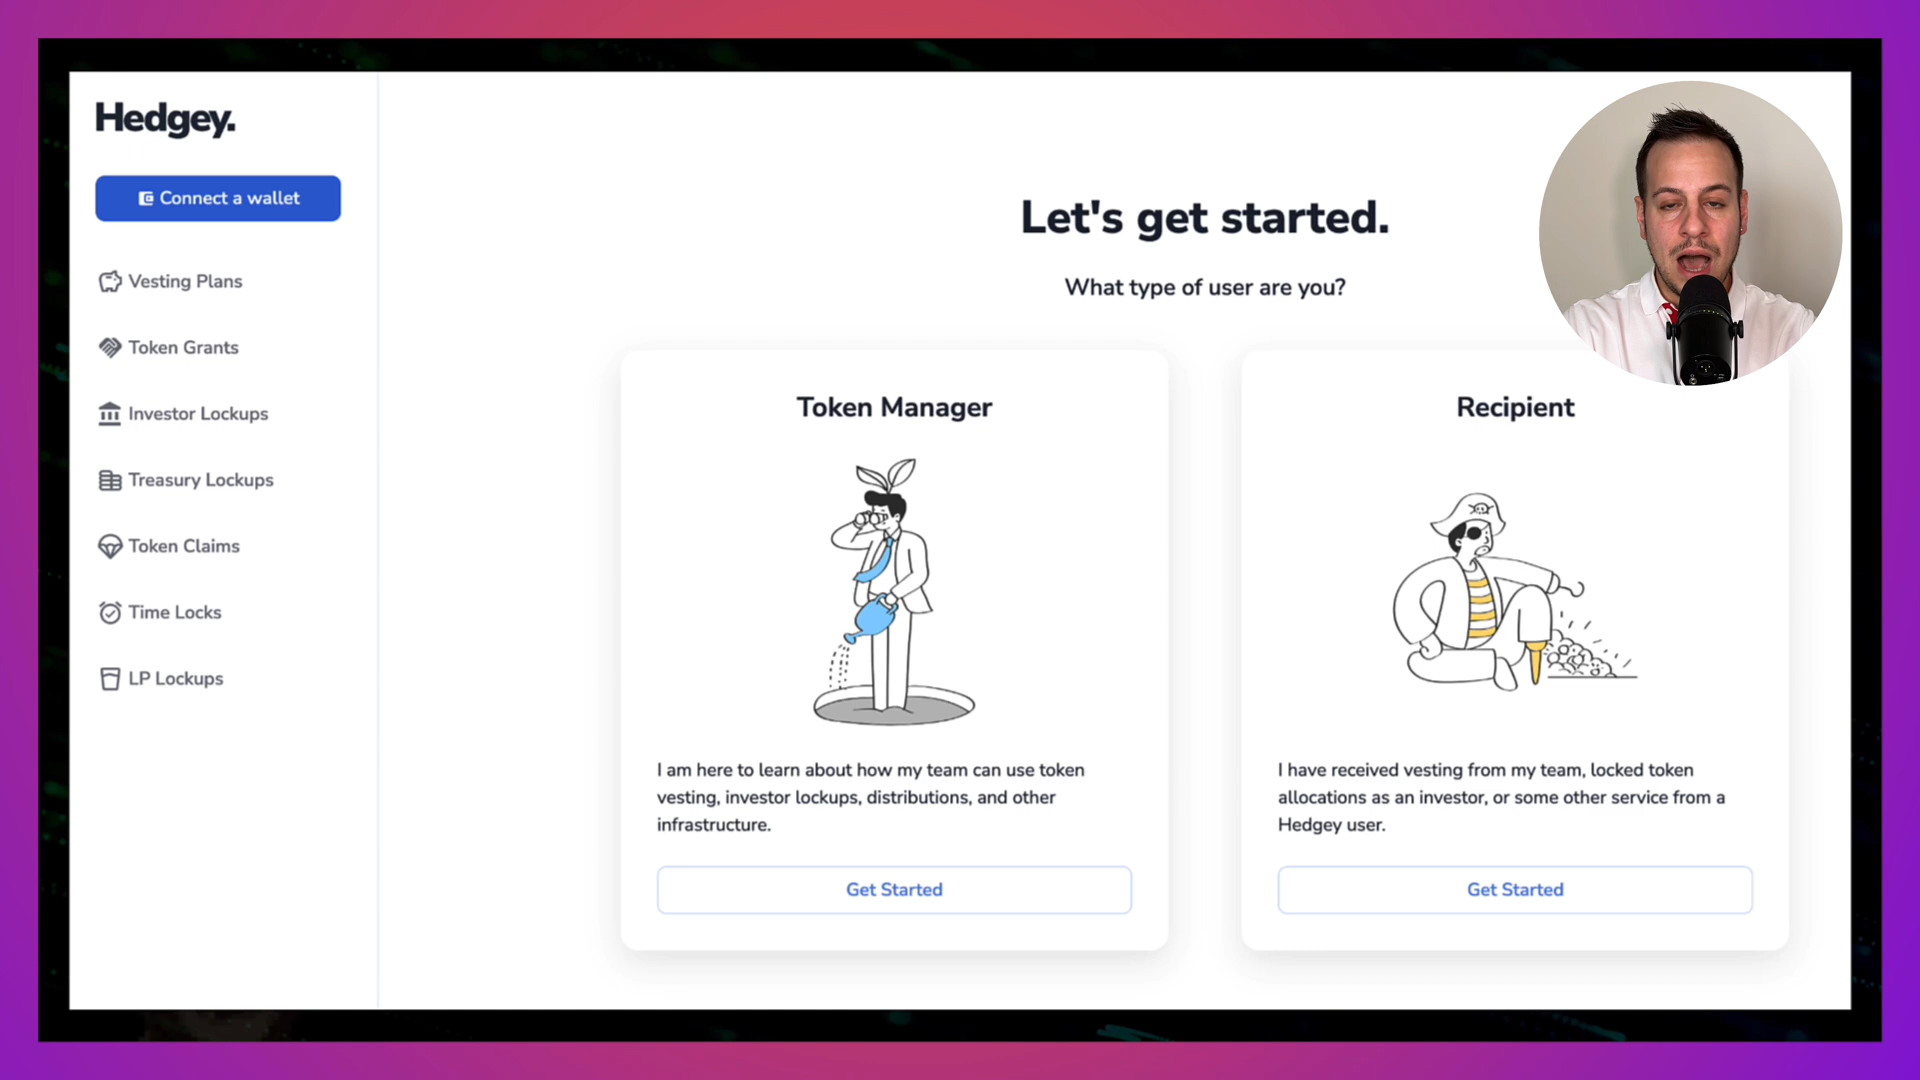 Hedgey.
Connect a wallet
Vesting Plans
Token Grants
Investor Lockups
Treasury Lockups
Token Claims
Time Locks
LP Lockups
Let's get started.
What type of user are you?
Token Manager
I am here to learn about how my team can use token
vesting, investor lockups, distributions, and other
infrastructure.
Get Started
Recipient
I have received vesting from my team, locked token
allocations as an investor, or some other service from a
Hedgey user.
Get Started